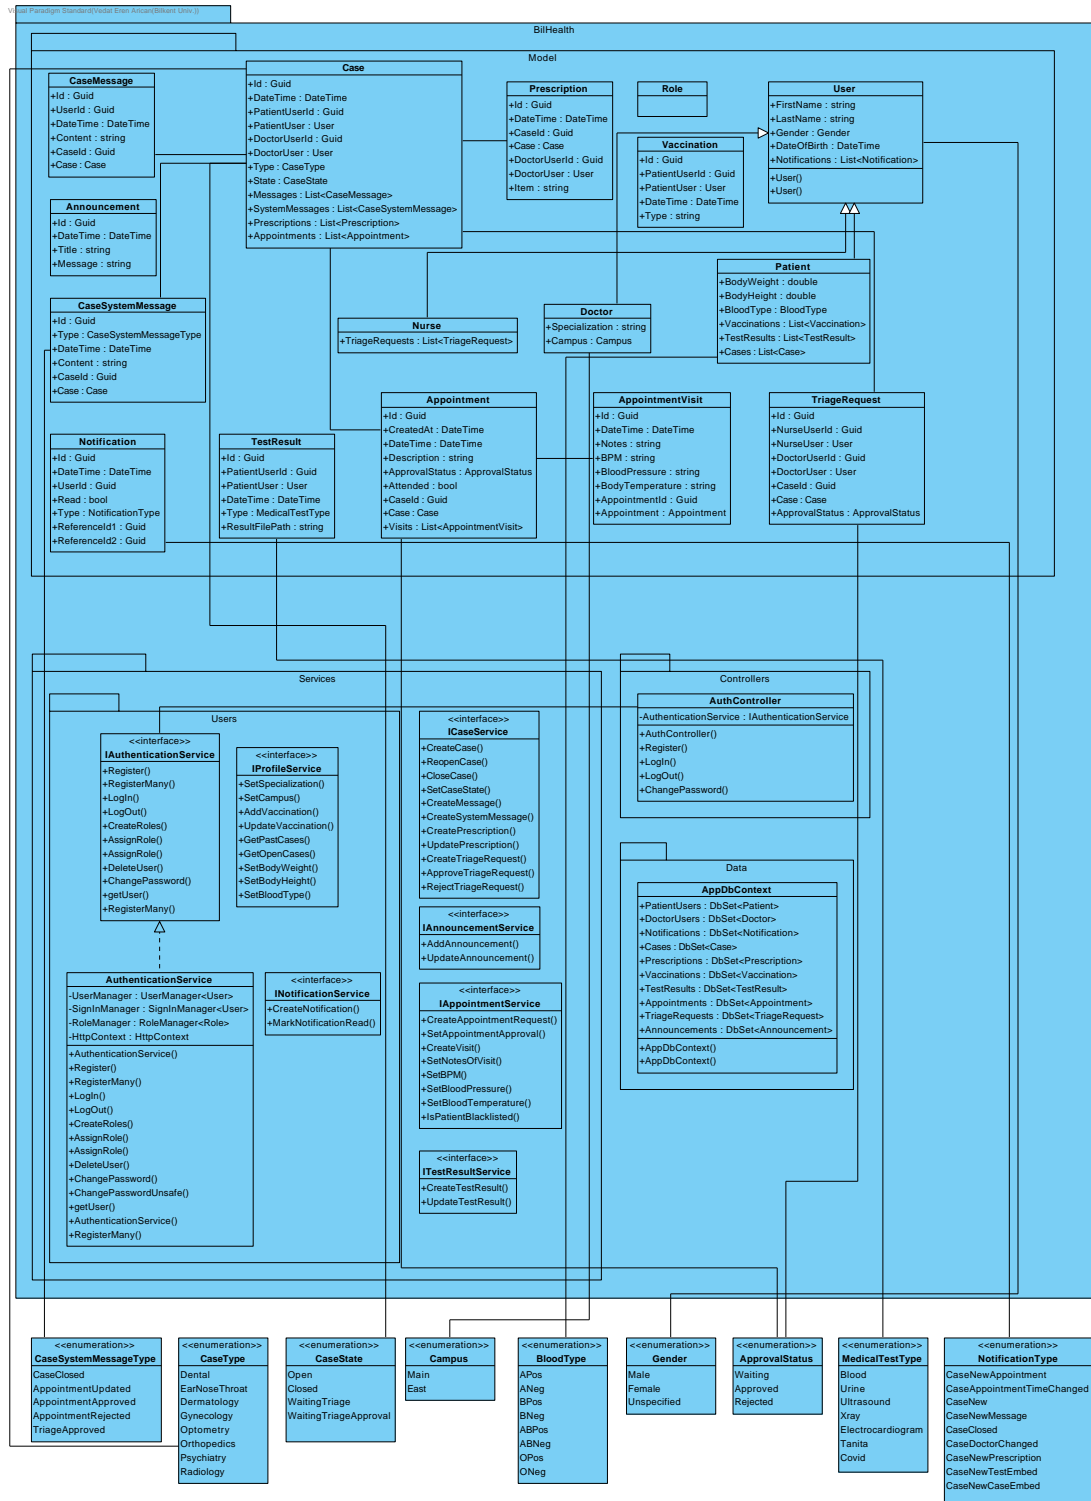 Visual Paradigm Standard(Vedat Eren Arican(Bilkent Univ.))
BilHealth
Model
CaseMessage
+Id : Guid
+UserId : Guid
+DateTime : DateTime
+Content : string
+CaseId : Guid
+Case : Case
Case
+Id : Guid
+DateTime : DateTime
+PatientUserId : Guid
+PatientUser : User
+DoctorUserId : Guid
+DoctorUser : User
+Type : CaseType
+State : CaseState
+Messages : List<CaseMessage>
+SystemMessages : List<CaseSystemMessage>
+Prescriptions : List<Prescription>
+Appointments : List<Appointment>
Prescription
+Id : Guid
+DateTime : DateTime
+CaseId : Guid
+Case : Case
+DoctorUserId : Guid
+DoctorUser : User
+Item : string
Role
Vaccination
+Id : Guid
+PatientUserId : Guid
+PatientUser : User
+DateTime : DateTime
+Type : string
User
+FirstName : string
+LastName : string
+Gender : Gender
+DateOfBirth : DateTime
+Notifications : List<Notification>
+User()
+User()
Announcement
+Id : Guid
+DateTime : DateTime
+Title : string
+Message : string
CaseSystemMessage
+Id : Guid
+Type : CaseSystemMessageType
+DateTime : DateTime
+Content : string
+CaseId : Guid
+Case : Case
Nurse
+TriageRequests : List<TriageRequest>
Doctor
+Specialization : string
+Campus : Campus
Patient
+BodyWeight : double
+BodyHeight : double
+BloodType : BloodType
+Vaccinations : List<Vaccination>
+TestResults : List<TestResult>
+Cases : List<Case>
Notification
+Id : Guid
+DateTime : DateTime
+UserId : Guid
+Read : bool
+Type : NotificationType
+ReferenceId1 : Guid
+ReferenceId2 : Guid
TestResult
+Id : Guid
+PatientUserId : Guid
+PatientUser : User
+DateTime : DateTime
+Type : MedicalTestType
+ResultFilePath : string
Appointment
+Id : Guid
+CreatedAt : DateTime
+DateTime : DateTime
+Description : string
+ApprovalStatus : ApprovalStatus
+Attended : bool
+CaseId : Guid
+Case : Case
+Visits : List<AppointmentVisit>
AppointmentVisit
+Id : Guid
+DateTime : DateTime
+Notes : string
+BPM : string
+BloodPressure : string
+BodyTemperature : string
+AppointmentId : Guid
+Appointment : Appointment
TriageRequest
+Id : Guid
+NurseUserId : Guid
+NurseUser : User
+DoctorUserId : Guid
+DoctorUser : User
+CaseId : Guid
+Case : Case
+ApprovalStatus : ApprovalStatus
Services
Users
<<interface>>
IAuthenticationService
+Register()
+RegisterMany()
+LogIn()
+LogOut()
+CreateRoles()
+AssignRole()
+AssignRole()
+DeleteUser()
+ChangePassword()
+getUser()
+RegisterMany()
<<interface>>
IProfileService
+SetSpecialization()
+SetCampus()
+AddVaccination()
+UpdateVaccination()
+GetPastCases()
+GetOpenCases()
+SetBodyWeight()
+SetBodyHeight()
+SetBloodType()
AuthenticationService
-UserManager : UserManager<User>
-SignInManager : SignInManager<User>
-RoleManager : RoleManager<Role>
-HttpContext : HttpContext
+AuthenticationService()
+Register()
+RegisterMany()
+LogIn()
+LogOut()
+CreateRoles()
+AssignRole()
+AssignRole()
+DeleteUser()
+ChangePassword()
+ChangePasswordUnsafe()
+getUser()
+AuthenticationService()
+RegisterMany()
<<interface>>
INotificationService
+CreateNotification()
+MarkNotificationRead()
<<interface>>
ICaseService
+CreateCase()
+ReopenCase()
+CloseCase()
+SetCaseState()
+CreateMessage()
+CreateSystemMessage()
+CreatePrescription()
+UpdatePrescription()
+CreateTriageRequest()
+ApproveTriageRequest()
+RejectTriageRequest()
<<interface>>
IAnnouncementService
+AddAnnouncement()
+UpdateAnnouncement()
<<interface>>
IAppointmentService
+CreateAppointmentRequest()
+SetAppointmentApproval()
+CreateVisit()
+SetNotesOfVisit()
+SetBPM()
+SetBloodPressure()
+SetBloodTemperature()
+IsPatientBlacklisted()
<<interface>>
ITestResultService
+CreateTestResult()
+UpdateTestResult()
Controllers
AuthController
-AuthenticationService : IAuthenticationService
+AuthController()
+Register()
+LogIn()
+LogOut()
+ChangePassword()
Data
AppDbContext
+PatientUsers : DbSet<Patient>
+DoctorUsers : DbSet<Doctor>
+Notifications : DbSet<Notification>
+Cases : DbSet<Case>
+Prescriptions : DbSet<Prescription>
+Vaccinations : DbSet<Vaccination>
+TestResults : DbSet<TestResult>
+Appointments : DbSet<Appointment>
+TriageRequests : DbSet<TriageRequest>
+Announcements : DbSet<Announcement>
+AppDbContext()
+AppDbContext()
<<enumeration>>
CaseSystemMessageType
CaseClosed
AppointmentUpdated
AppointmentApproved
AppointmentRejected
TriageApproved
<<enumeration>>
CaseType
Dental
EarNoseThroat
Dermatology
Gynecology
Optometry
Orthopedics
Psychiatry
Radiology
<<enumeration>>
CaseState
Open
Closed
WaitingTriage
WaitingTriageApproval
<<enumeration>>
Campus
Main
East
<<enumeration>>
BloodType
APos
ANeg
BPos
BNeg
ABPos
ABNeg
OPos
ONeg
<<enumeration>>
Gender
Male
Female
Unspecified
<<enumeration>>
ApprovalStatus
Waiting
Approved
Rejected
<<enumeration>>
MedicalTestType
Blood
Urine
Ultrasound
Xray
Electrocardiogram
Tanita
Covid
<<enumeration>>
NotificationType
CaseNewAppointment
CaseAppointmentTimeChanged
CaseNew
CaseNewMessage
CaseClosed
CaseDoctorChanged
CaseNewPrescription
CaseNewTestEmbed
CaseNewCaseEmbed